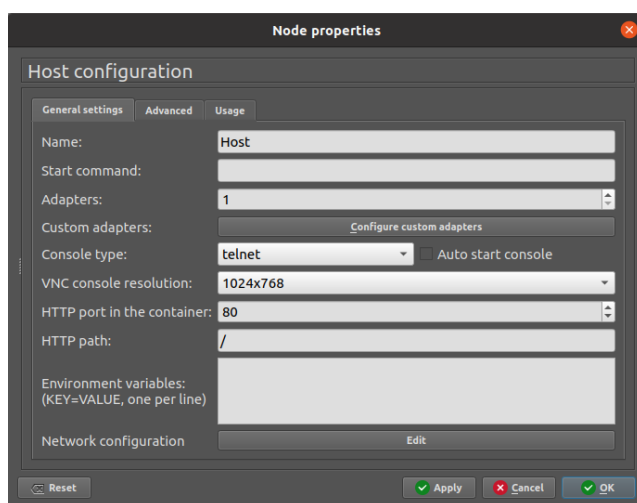 Node properties
Host configuration
General settings Advanced Usage
Name: Host
Start command:
Adapters: 1
Custom adapters: Configure custom adapters
Console type: telnet Auto start console
VNC console resolution: 1024x768
HTTP port in the container: 80
HTTP path: /
Environment variables:
(KEY=VALUE, one per line)
Network configuration Edit
Reset Apply Cancel OK